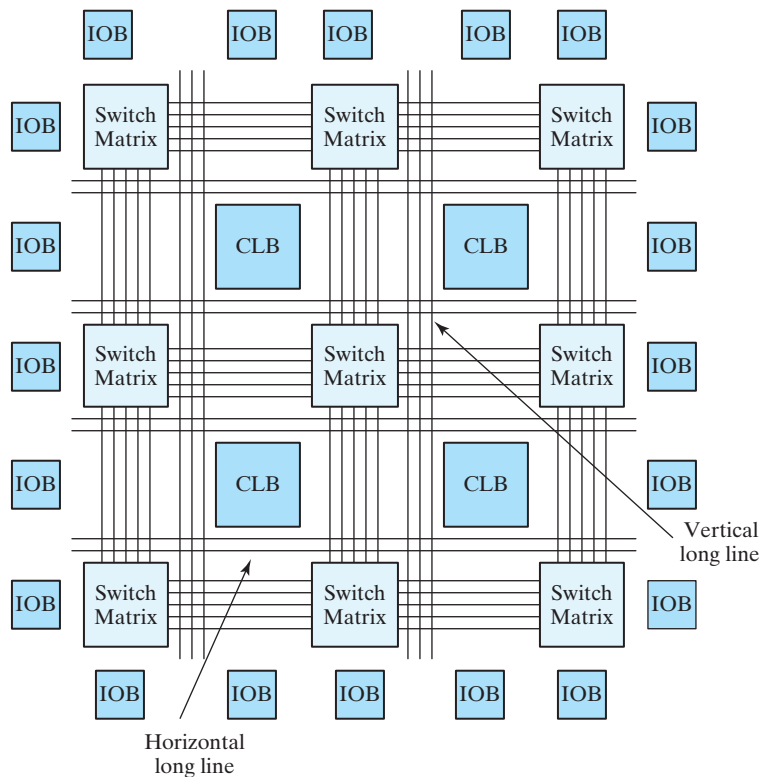 IOB IOB IOB IOB IOB
IOB Switch Matrix Switch Matrix Switch Matrix IOB
IOB CLB CLB IOB
IOB Switch Matrix Switch Matrix Switch Matrix IOB
IOB CLB CLB IOB
Vertical
long line
IOB Switch Matrix Switch Matrix Switch Matrix IOB
IOB IOB IOB IOB IOB
Horizontal
long line